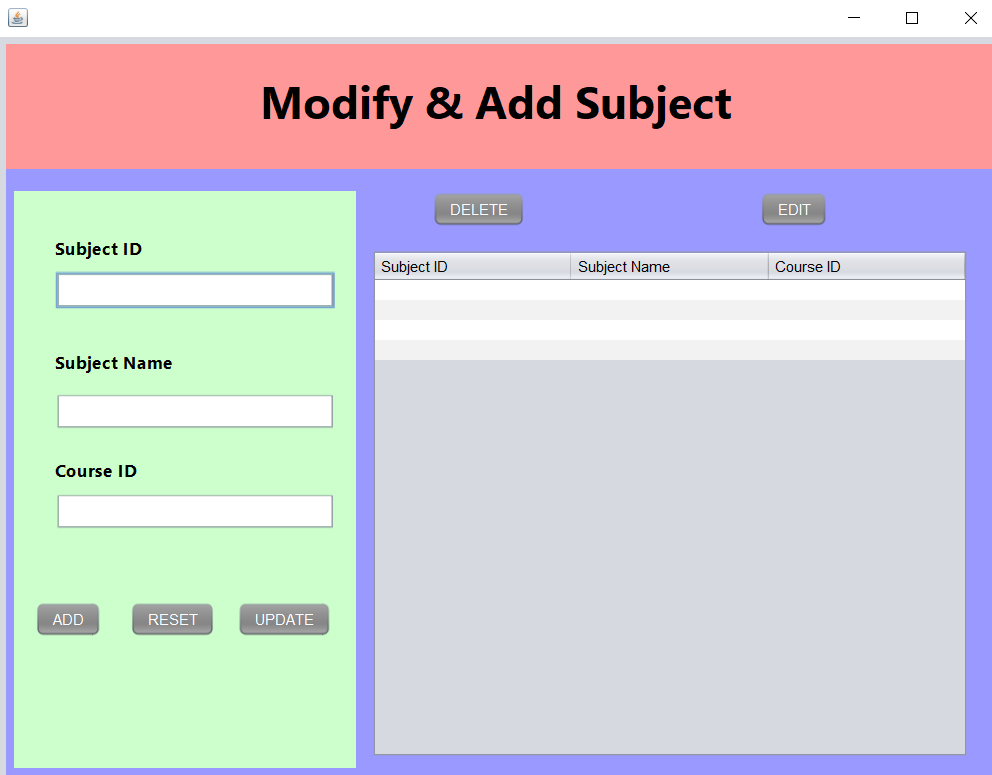 Modify & Add Subject
Subject ID
Subject Name
Course ID
ADD RESET UPDATE
DELETE EDIT
Subject ID Subject Name Course ID